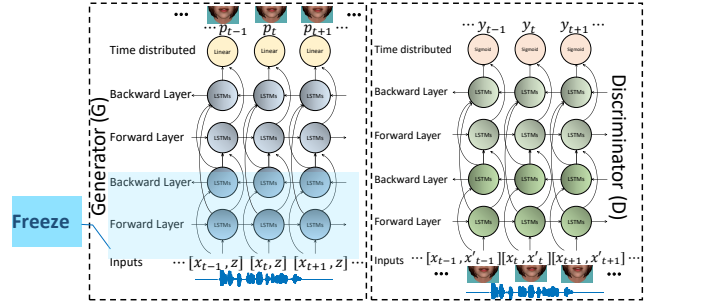 ... ...
··· p_{t−1} p_t p_{t+1} ···
Time distributed Linear Linear Linear
Backward Layer LSTMs LSTMs LSTMs
Forward Layer LSTMs LSTMs LSTMs
Backward Layer LSTMs LSTMs LSTMs
Forward Layer LSTMs LSTMs LSTMs
Inputs ··· [x_{t−1}, z] [x_t, z] [x_{t+1}, z] ···
Generator (G)
Freeze
··· y_{t−1} y_t y_{t+1} ···
Time distributed Sigmoid Sigmoid Sigmoid
Backward Layer LSTMs LSTMs LSTMs
Forward Layer LSTMs LSTMs LSTMs
Backward Layer LSTMs LSTMs LSTMs
Forward Layer LSTMs LSTMs LSTMs
Inputs ··· [x_{t−1}, x'_{t−1}][x_t, x'_t][x_{t+1}, x'_{t+1}] ···
... ...
Discriminator (D)